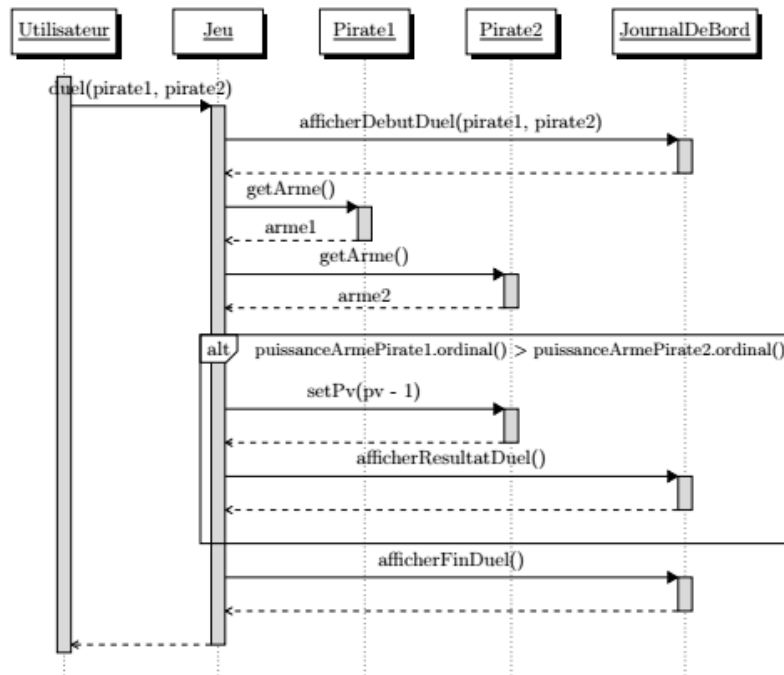 Utilisateur
Jeu
Pirate1
Pirate2
JournalDeBord
duel(pirate1, pirate2)
afficherDebutDuel(pirate1, pirate2)
getArme()
arme1
getArme()
arme2
alt
puissanceArmePirate1.ordinal() > puissanceArmePirate2.ordinal()
setPv(pv - 1)
afficherResultatDuel()
afficherFinDuel()